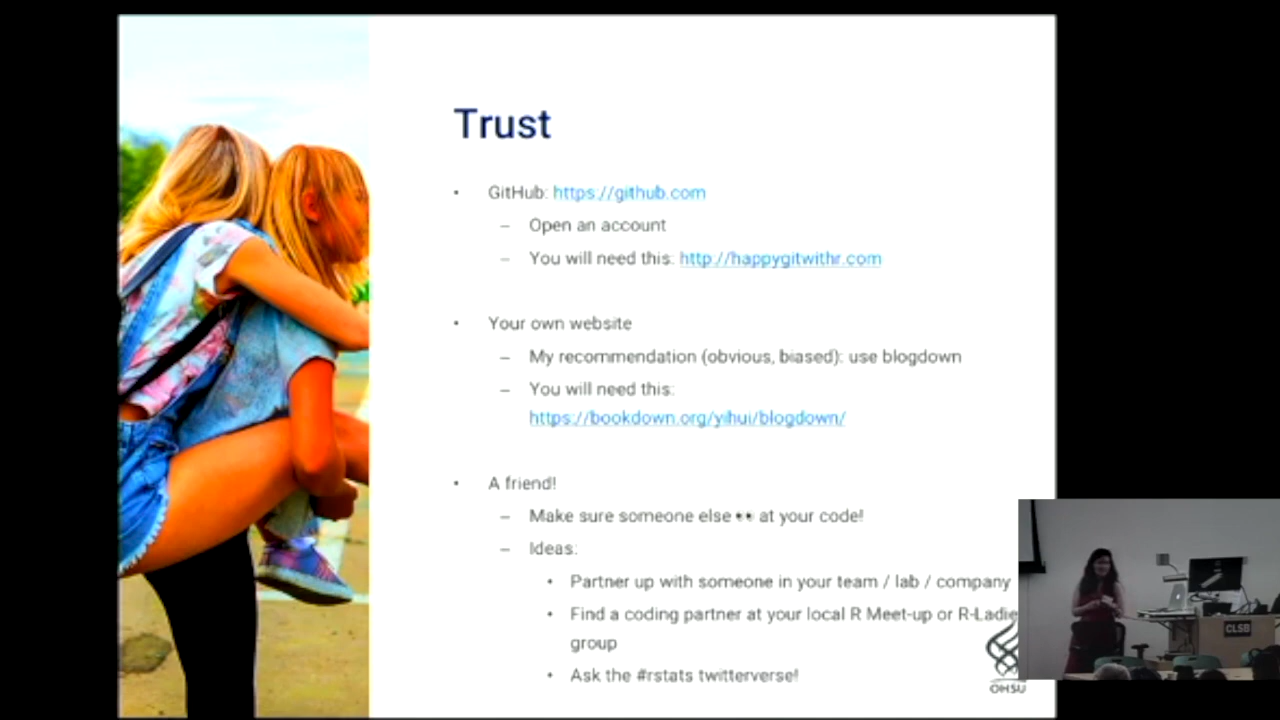 Trust
• GitHub: https://github.com
– Open an account
– You will need this: http://happygitwithr.com
• Your own website
– My recommendation (obvious, biased): use blogdown
– You will need this:
https://bookdown.org/yihui/blogdown/
• A friend!
– Make sure someone else 👀 at your code!
– Ideas:
• Partner up with someone in your team / lab / company
• Find a coding partner at your local R Meet-up or R-Ladie
group
• Ask the #rstats twitterverse!
OHSU
CLSB